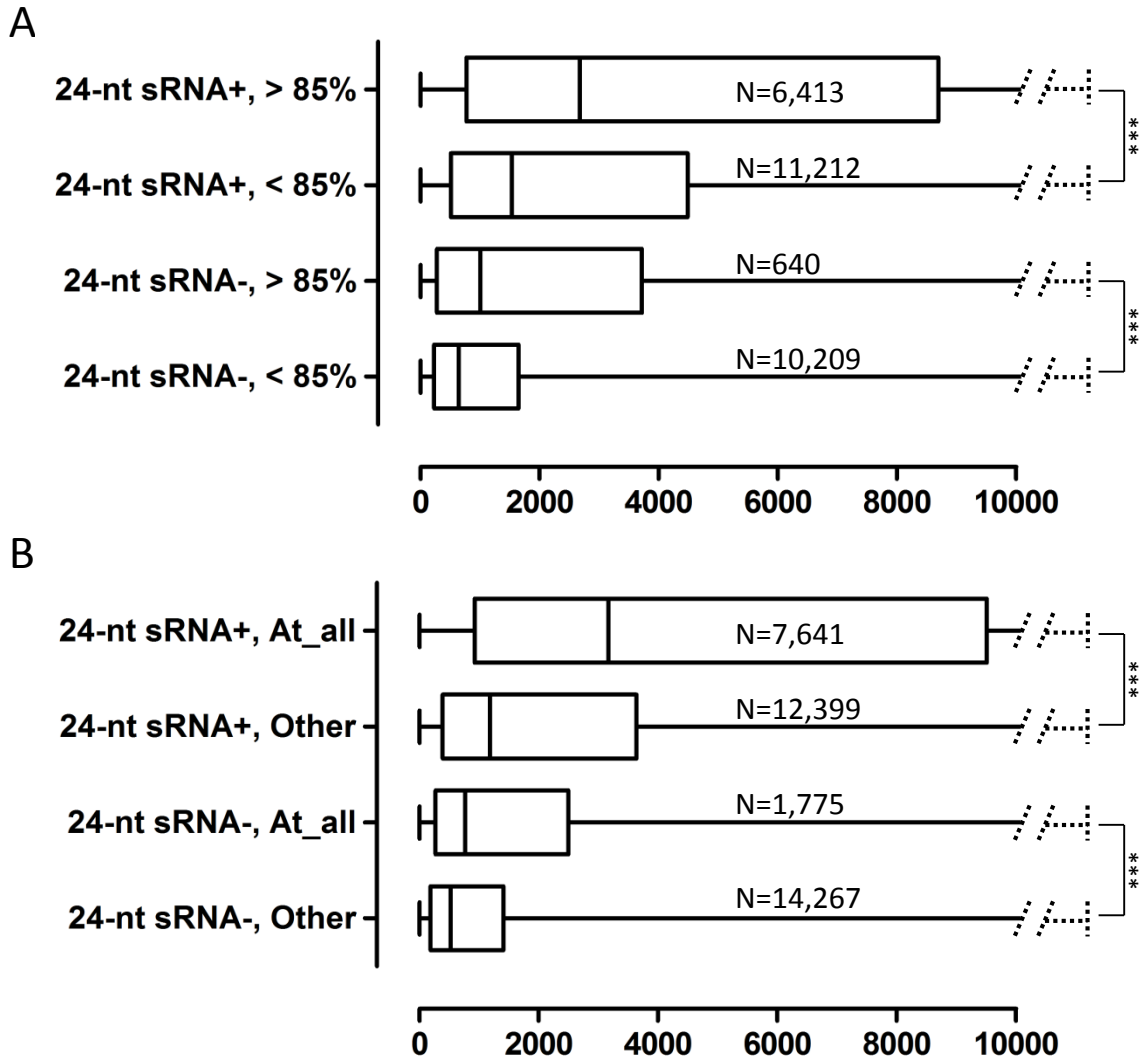 A
24-nt sRNA+, > 85%
N=6,413
24-nt sRNA+, < 85%
N=11,212
***
24-nt sRNA-, > 85%
N=640
24-nt sRNA-, < 85%
N=10,209
***
0 2000 4000 6000 8000 10000
B
24-nt sRNA+, At_all
N=7,641
24-nt sRNA+, Other
N=12,399
***
24-nt sRNA-, At_all
N=1,775
24-nt sRNA-, Other
N=14,267
***
0 2000 4000 6000 8000 10000